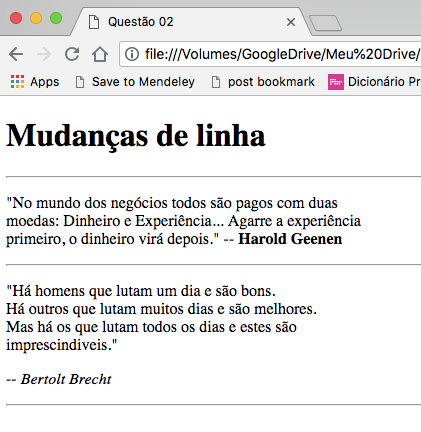 Questão 02
file:///Volumes/GoogleDrive/Meu%20Drive/
Apps Save to Mendeley post bookmark Dicionário Pr
Mudanças de linha
"No mundo dos negócios todos são pagos com duas
moedas: Dinheiro e Experiência... Agarre a experiência
primeiro, o dinheiro virá depois." -- Harold Geenen
"Há homens que lutam um dia e são bons.
Há outros que lutam muitos dias e são melhores.
Mas há os que lutam todos os dias e estes são
imprescindiveis."
-- Bertolt Brecht